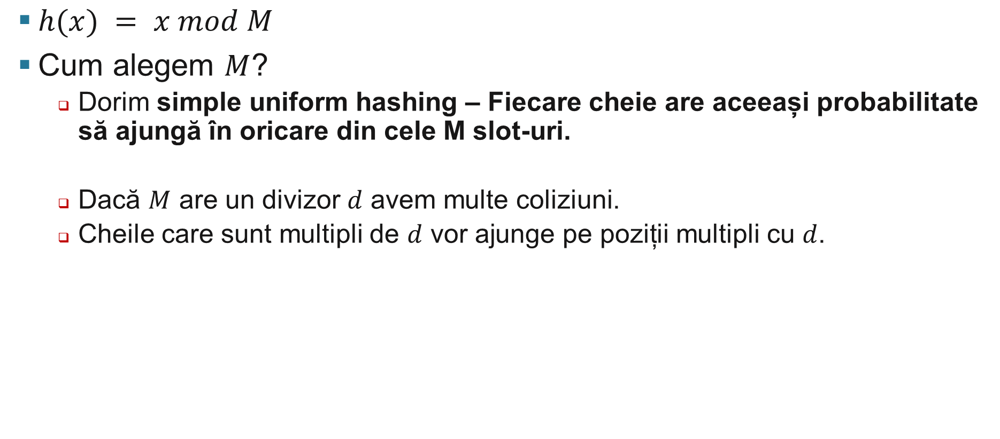 h(x) = x mod M
Cum alegem M?
Dorim simple uniform hashing – Fiecare cheie are aceeași probabilitate
să ajungă în oricare din cele M slot-uri.
Dacă M are un divizor d avem multe coliziuni.
Cheile care sunt multipli de d vor ajunge pe poziții multipli cu d.